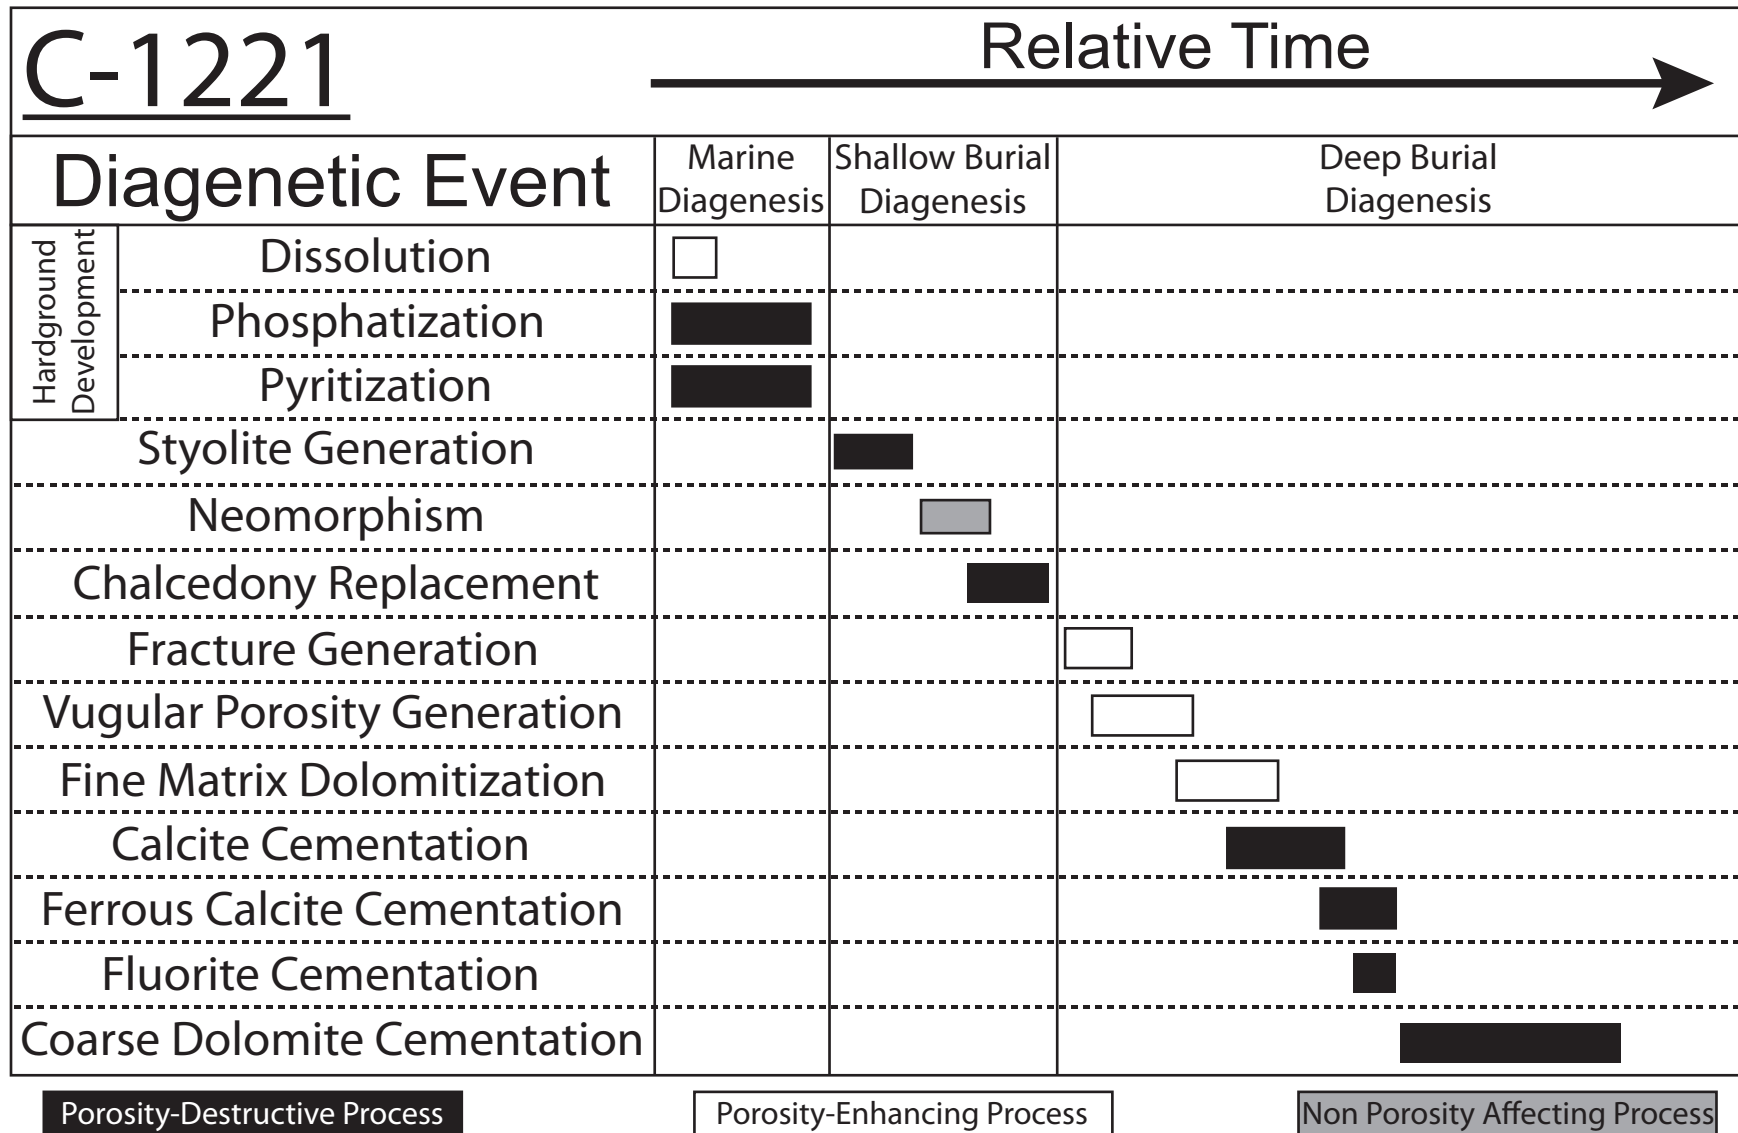 C-1221
Relative Time
Diagenetic Event
Marine
Diagenesis
Shallow Burial
Diagenesis
Deep Burial
Diagenesis
Hardground
Development
Dissolution
Phosphatization
Pyritization
Styolite Generation
Neomorphism
Chalcedony Replacement
Fracture Generation
Vugular Porosity Generation
Fine Matrix Dolomitization
Calcite Cementation
Ferrous Calcite Cementation
Fluorite Cementation
Coarse Dolomite Cementation
Porosity-Destructive Process
Porosity-Enhancing Process
Non Porosity Affecting Process